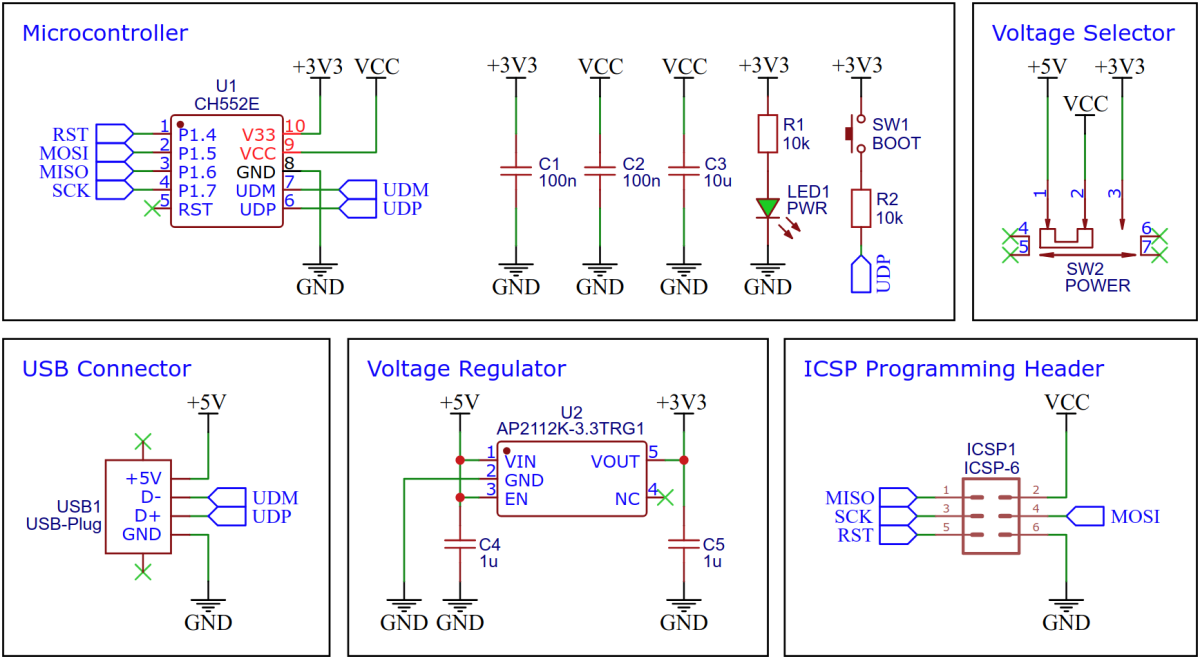 Microcontroller
+3V3 VCC
U1
CH552E
RST 1 P1.4 V33 10
MOSI 2 P1.5 VCC 9
MISO 3 P1.6 GND 8
SCK 4 P1.7 UDM 7 UDM
5 RST UDP 6 UDP
GND
+3V3
C1
100n
GND
VCC
C2
100n
GND
VCC
C3
10u
GND
+3V3
R1
10k
LED1
PWR
GND
+3V3
SW1
BOOT
R2
10k
UDP
Voltage Selector
+5V +3V3
VCC
1 2 3
4 6
5 7
SW2
POWER
USB Connector
+5V
+5V
D- UDM
D+ UDP
GND
USB1
USB-Plug
GND
Voltage Regulator
+5V +3V3
U2
AP2112K-3.3TRG1
1 VIN VOUT 5
2 GND
3 EN NC 4
C4
1u
C5
1u
GND GND GND
ICSP Programming Header
VCC
ICSP1
ICSP-6
MISO 1 2
SCK 3 4 MOSI
RST 5 6
GND